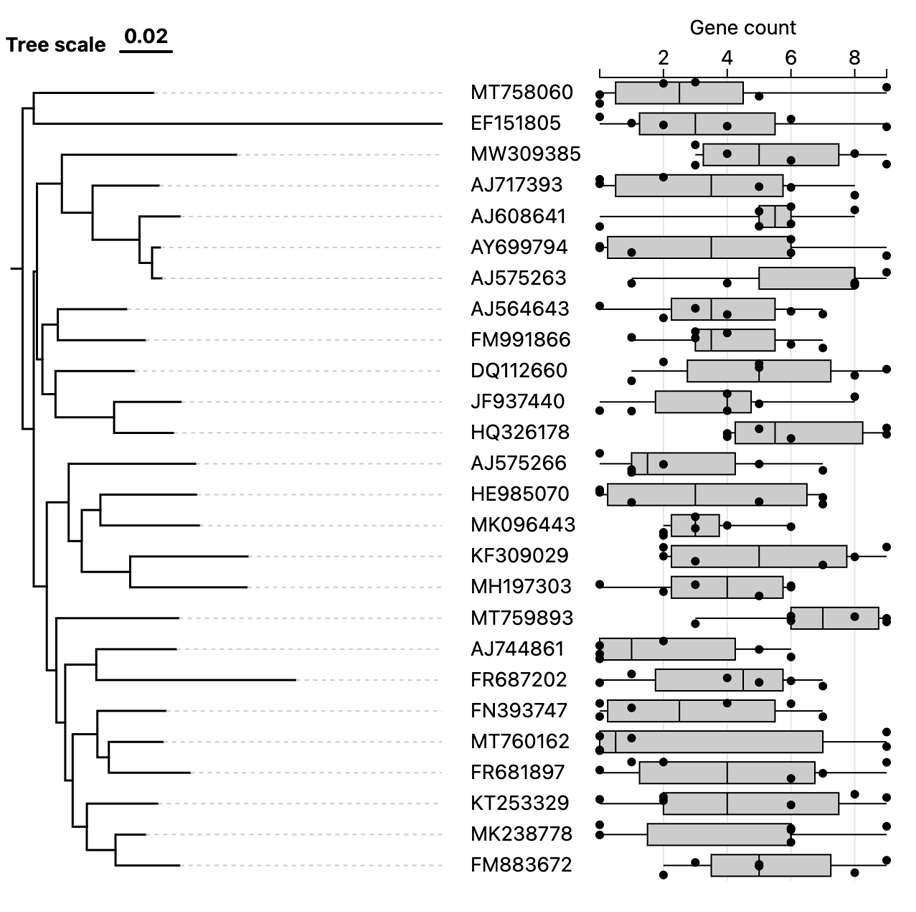 Gene count
Tree scale 0.02
2 4 6 8
MT758060
EF151805
MW309385
AJ717393
AJ608641
AY699794
AJ575263
AJ564643
FM991866
DQ112660
JF937440
HQ326178
AJ575266
HE985070
MK096443
KF309029
MH197303
MT759893
AJ744861
FR687202
FN393747
MT760162
FR681897
KT253329
MK238778
FM883672